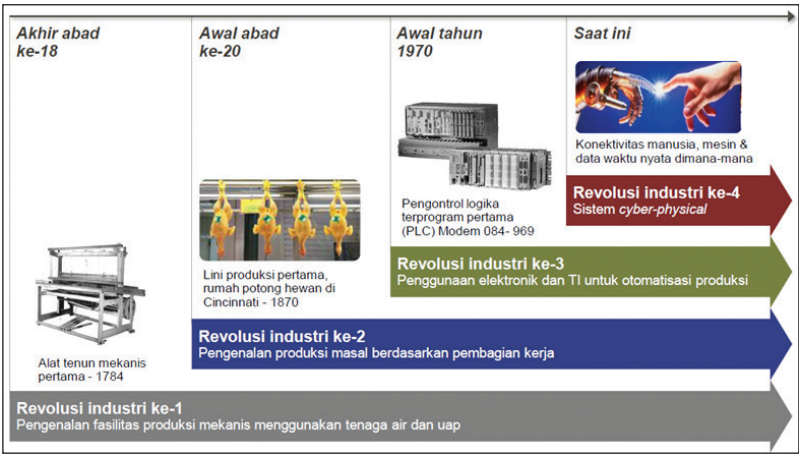 Akhir abad
ke-18
Awal abad
ke-20
Awal tahun
1970
Saat ini
Konektivitas manusia, mesin &
data waktu nyata dimana-mana
Revolusi industri ke-4
Sistem cyber-physical
Pengontrol logika
terprogram pertama
(PLC) Modem 084- 969
Revolusi industri ke-3
Penggunaan elektronik dan TI untuk otomatisasi produksi
Lini produksi pertama,
rumah potong hewan di
Cincinnati - 1870
Revolusi industri ke-2
Pengenalan produksi masal berdasarkan pembagian kerja
Alat tenun mekanis
pertama - 1784
Revolusi industri ke-1
Pengenalan fasilitas produksi mekanis menggunakan tenaga air dan uap